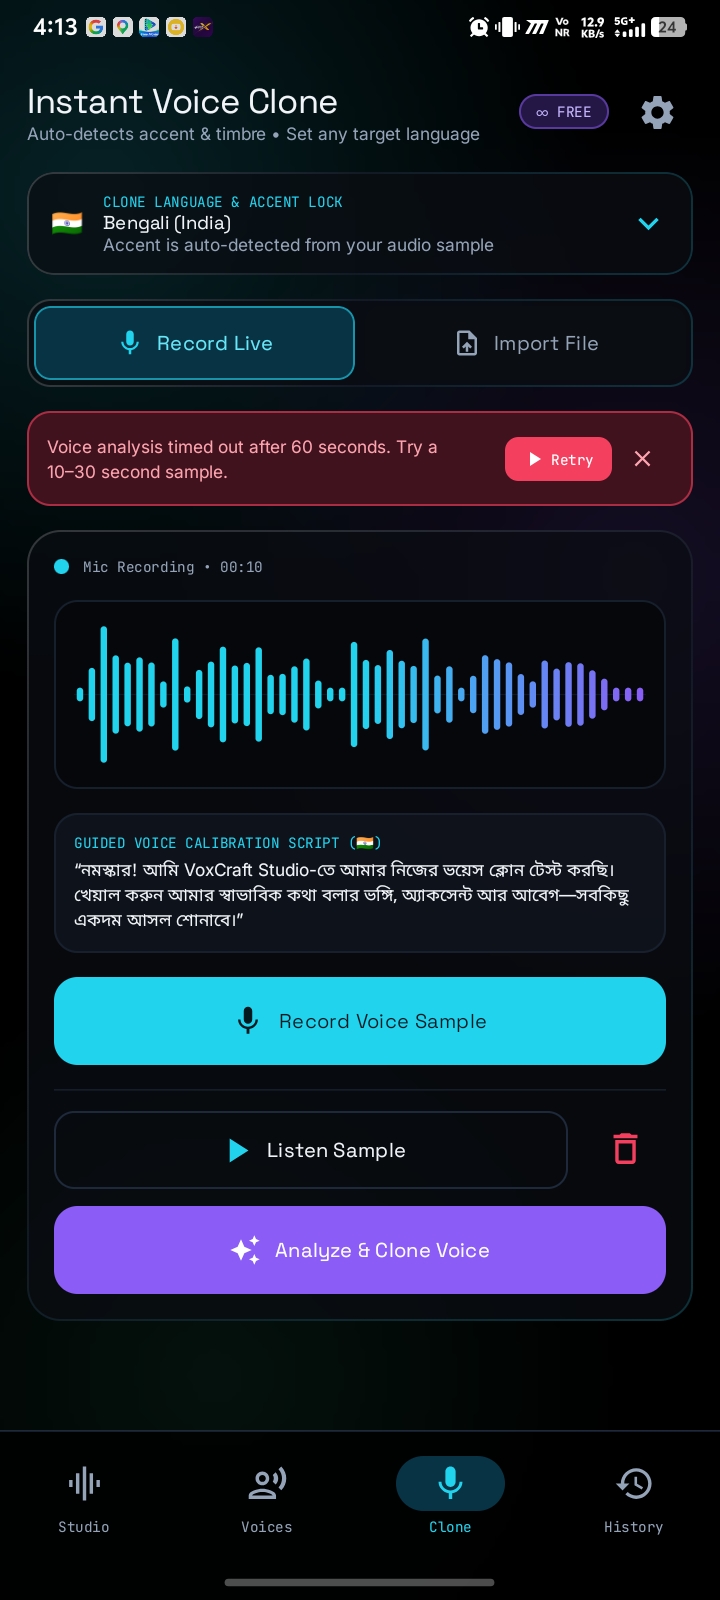 4:13
Vo
NR
12.9
KB/s
5G+
24
Instant Voice Clone
Auto-detects accent & timbre • Set any target language
∞ FREE
CLONE LANGUAGE & ACCENT LOCK
Bengali (India)
Accent is auto-detected from your audio sample
Record Live
Import File
Voice analysis timed out after 60 seconds. Try a
10–30 second sample.
Retry
Mic Recording • 00:10
GUIDED VOICE CALIBRATION SCRIPT (🇮🇳)
“নমস্কার! আমি VoxCraft Studio-তে আমার নিজের ভয়েস ক্লোন টেস্ট করছি।
খেয়াল করুন আমার স্বাভাবিক কথা বলার ভঙ্গি, অ্যাকসেন্ট আর আবেগ—সবকিছু
একদম আসল শোনাবে।”
Record Voice Sample
Listen Sample
Analyze & Clone Voice
Studio
Voices
Clone
History